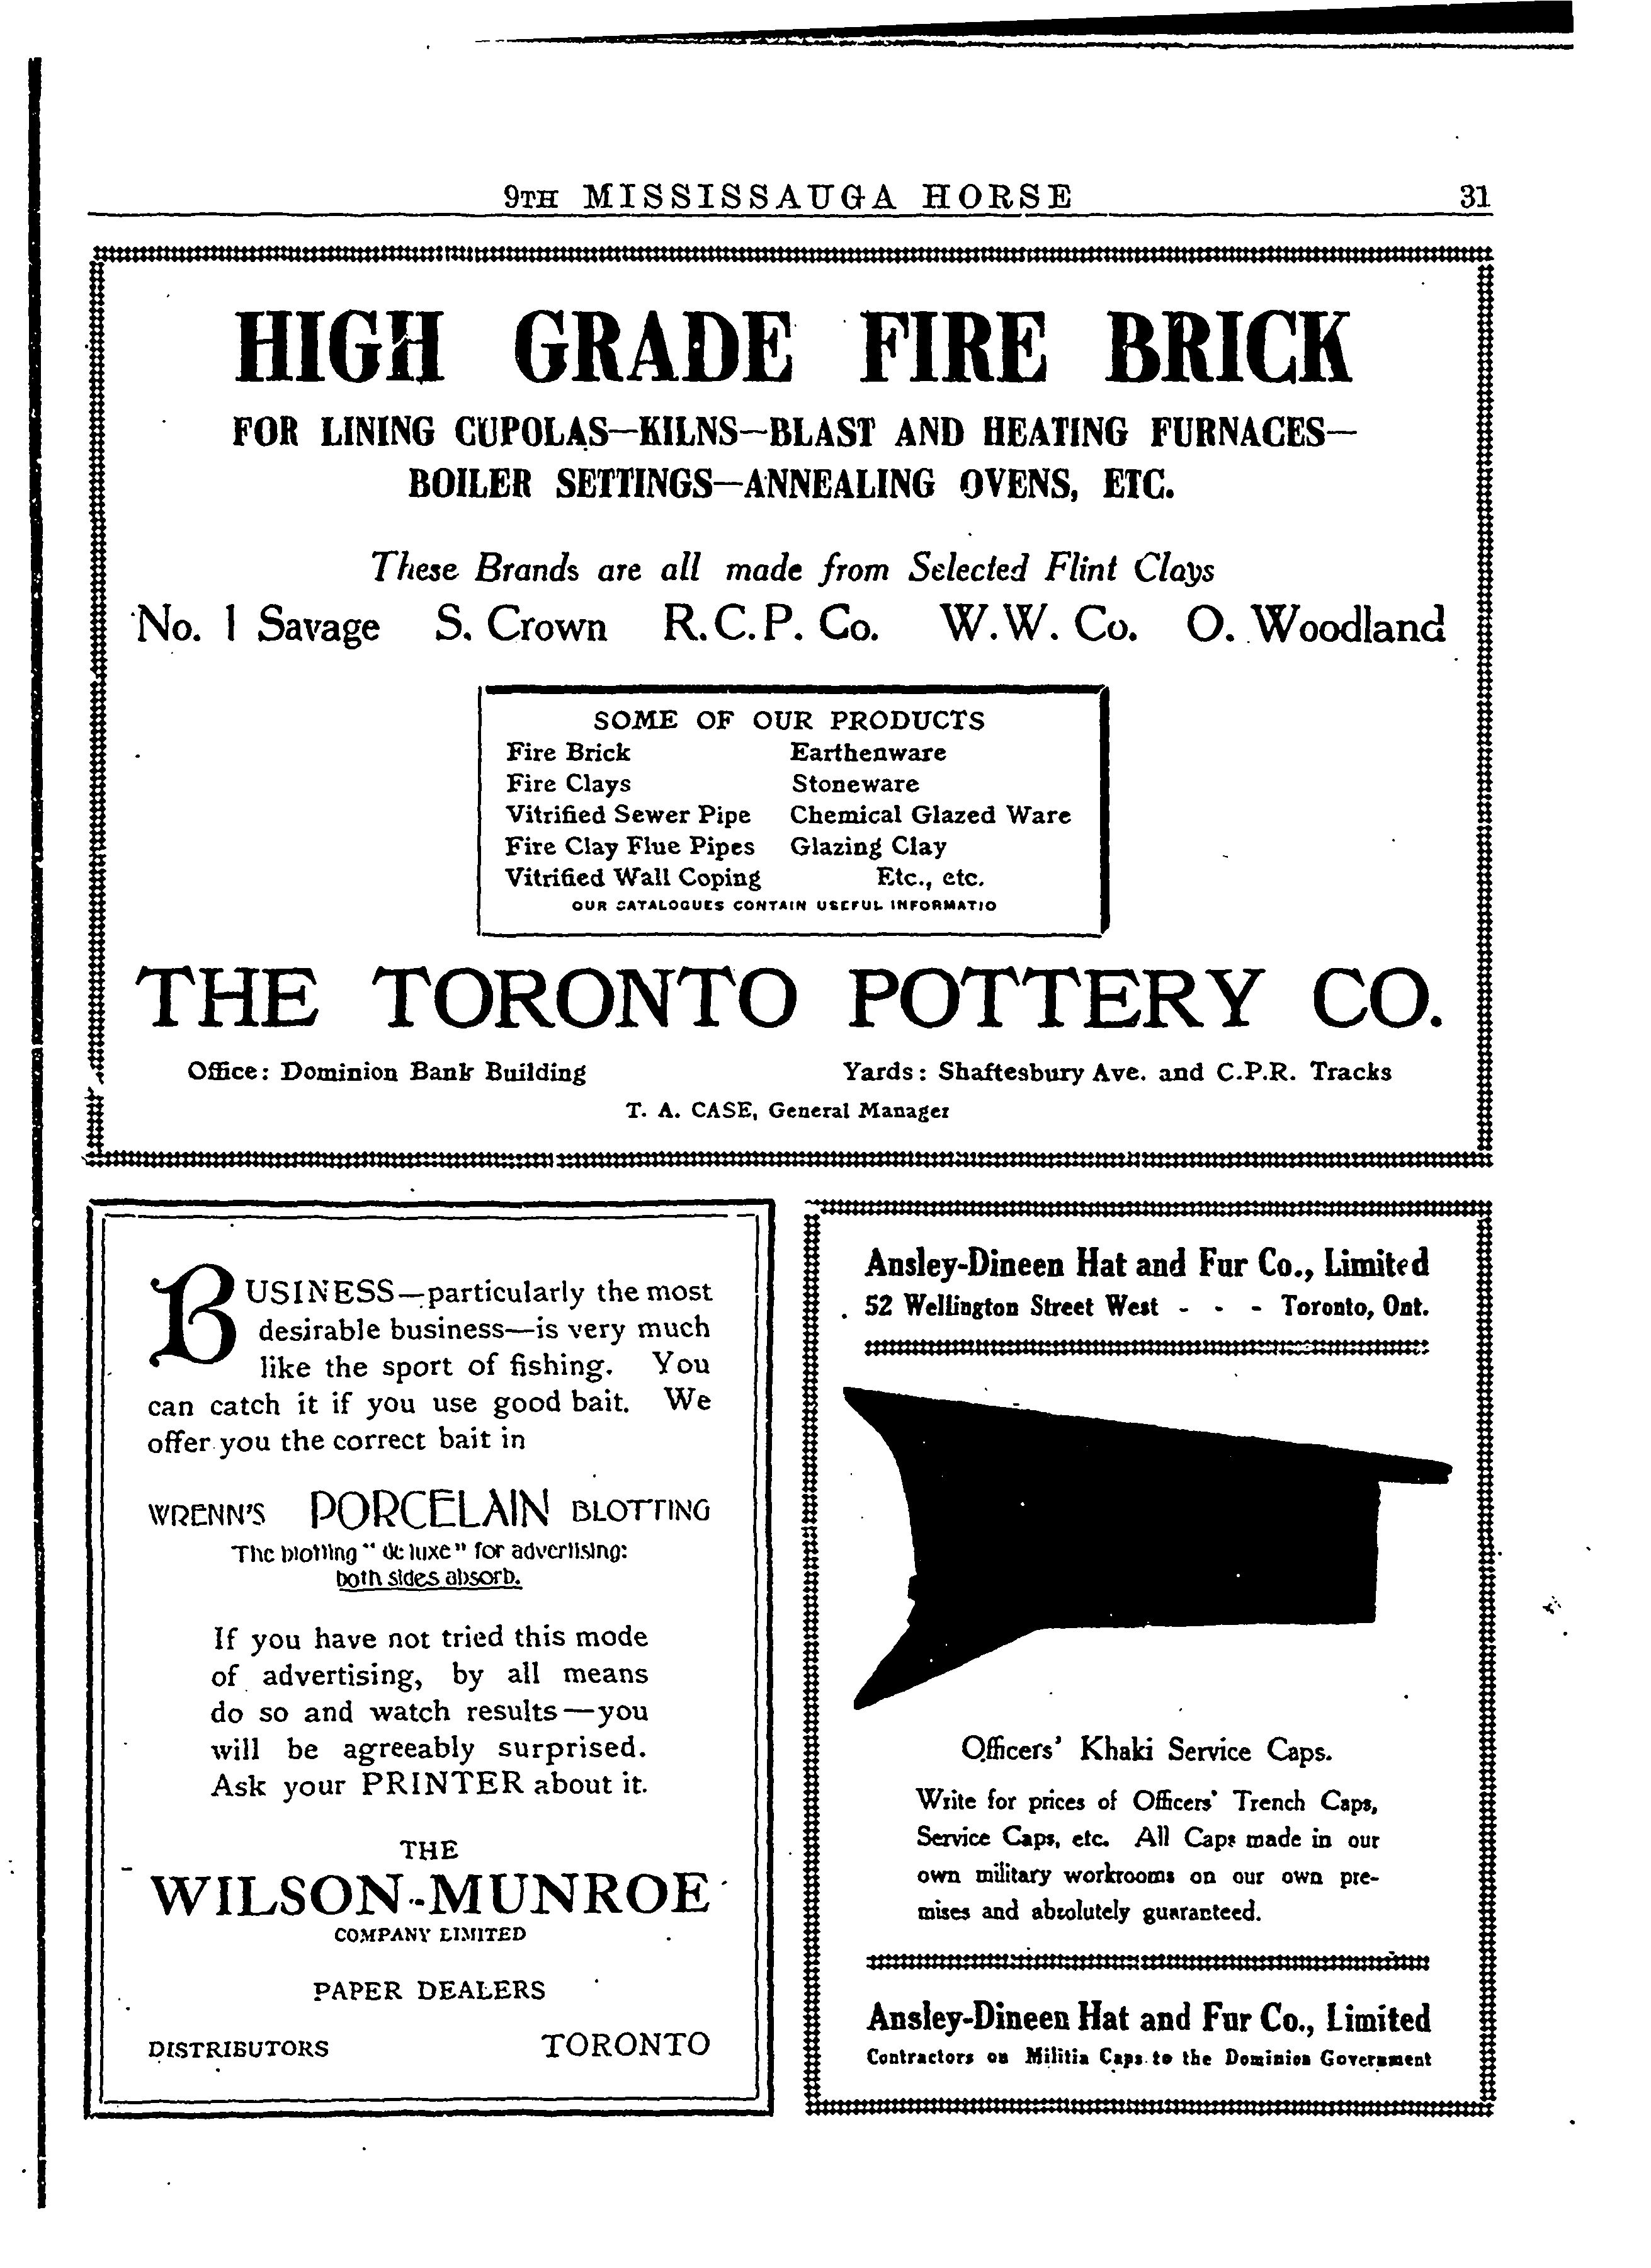 9TH MISSISSAUGA HORSE 31
HIGH GRADE FIRE BRICK
FOR LINING CUPOLAS—KILNS—BLAST AND HEATING FURNACES—
BOILER SETTINGS—ANNEALING OVENS, ETC.
These Brands are all made from Selected Flint Clays
No. 1 Savage S. Crown R.C.P. Co. W.W. Co. O. Woodland
SOME OF OUR PRODUCTS
Fire Brick Earthenware
Fire Clays Stoneware
Vitrified Sewer Pipe Chemical Glazed Ware
Fire Clay Flue Pipes Glazing Clay
Vitrified Wall Coping Etc., etc.
OUR CATALOGUES CONTAIN USEFUL INFORMATIO
THE TORONTO POTTERY CO.
Office: Dominion Bank Building Yards: Shaftesbury Ave. and C.P.R. Tracks
T. A. CASE, General Manager
BUSINESS—particularly the most
desirable business—is very much
like the sport of fishing. You
can catch it if you use good bait. We
offer you the correct bait in
WRENN'S PORCELAIN BLOTTING
The blotting "de luxe" for advertising:
both sides absorb.
If you have not tried this mode
of advertising, by all means
do so and watch results—you
will be agreeably surprised.
Ask your PRINTER about it.
THE
WILSON-MUNROE
COMPANY LIMITED
PAPER DEALERS
DISTRIBUTORS TORONTO
Ansley-Dineen Hat and Fur Co., Limited
52 Wellington Street West - - - Toronto, Ont.
Officers' Khaki Service Caps.
Write for prices of Officers' Trench Caps,
Service Caps, etc. All Caps made in our
own military workrooms on our own pre-
mises and absolutely guaranteed.
Ansley-Dineen Hat and Fur Co., Limited
Contractors on Militia Caps to the Dominion Government